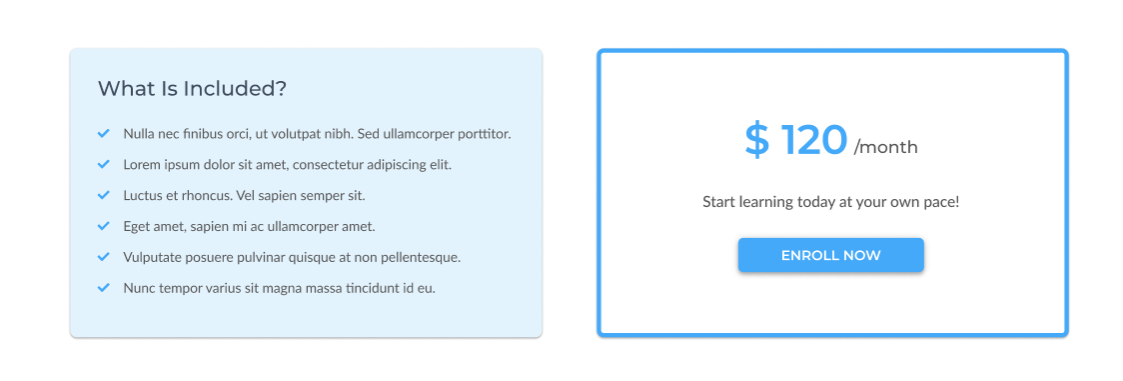 What Is Included?
Nulla nec finibus orci, ut volutpat nibh. Sed ullamcorper porttitor.
Lorem ipsum dolor sit amet, consectetur adipiscing elit.
Luctus et rhoncus. Vel sapien semper sit.
Eget amet, sapien mi ac ullamcorper amet.
Vulputate posuere pulvinar quisque at non pellentesque.
Nunc tempor varius sit magna massa tincidunt id eu.
$ 120 /month
Start learning today at your own pace!
ENROLL NOW